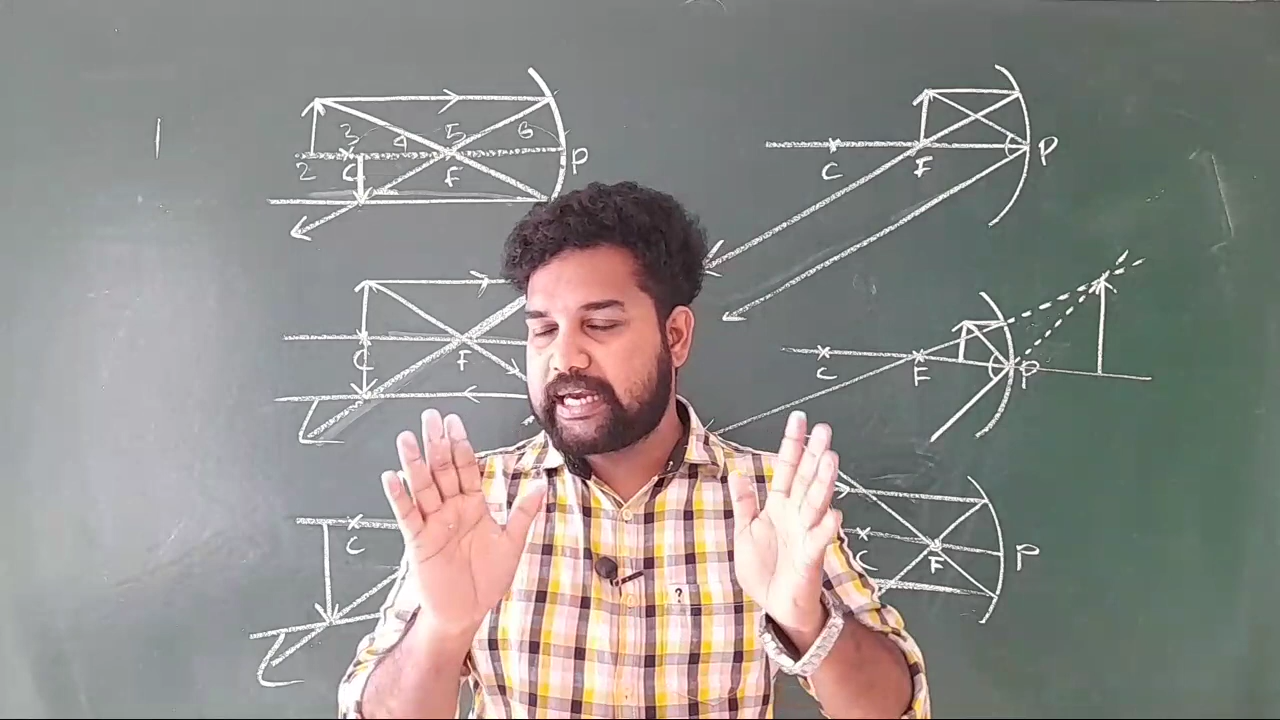 1
3 4 5 6
2 C F P
C F P
C F
C F P
C
C F P
?